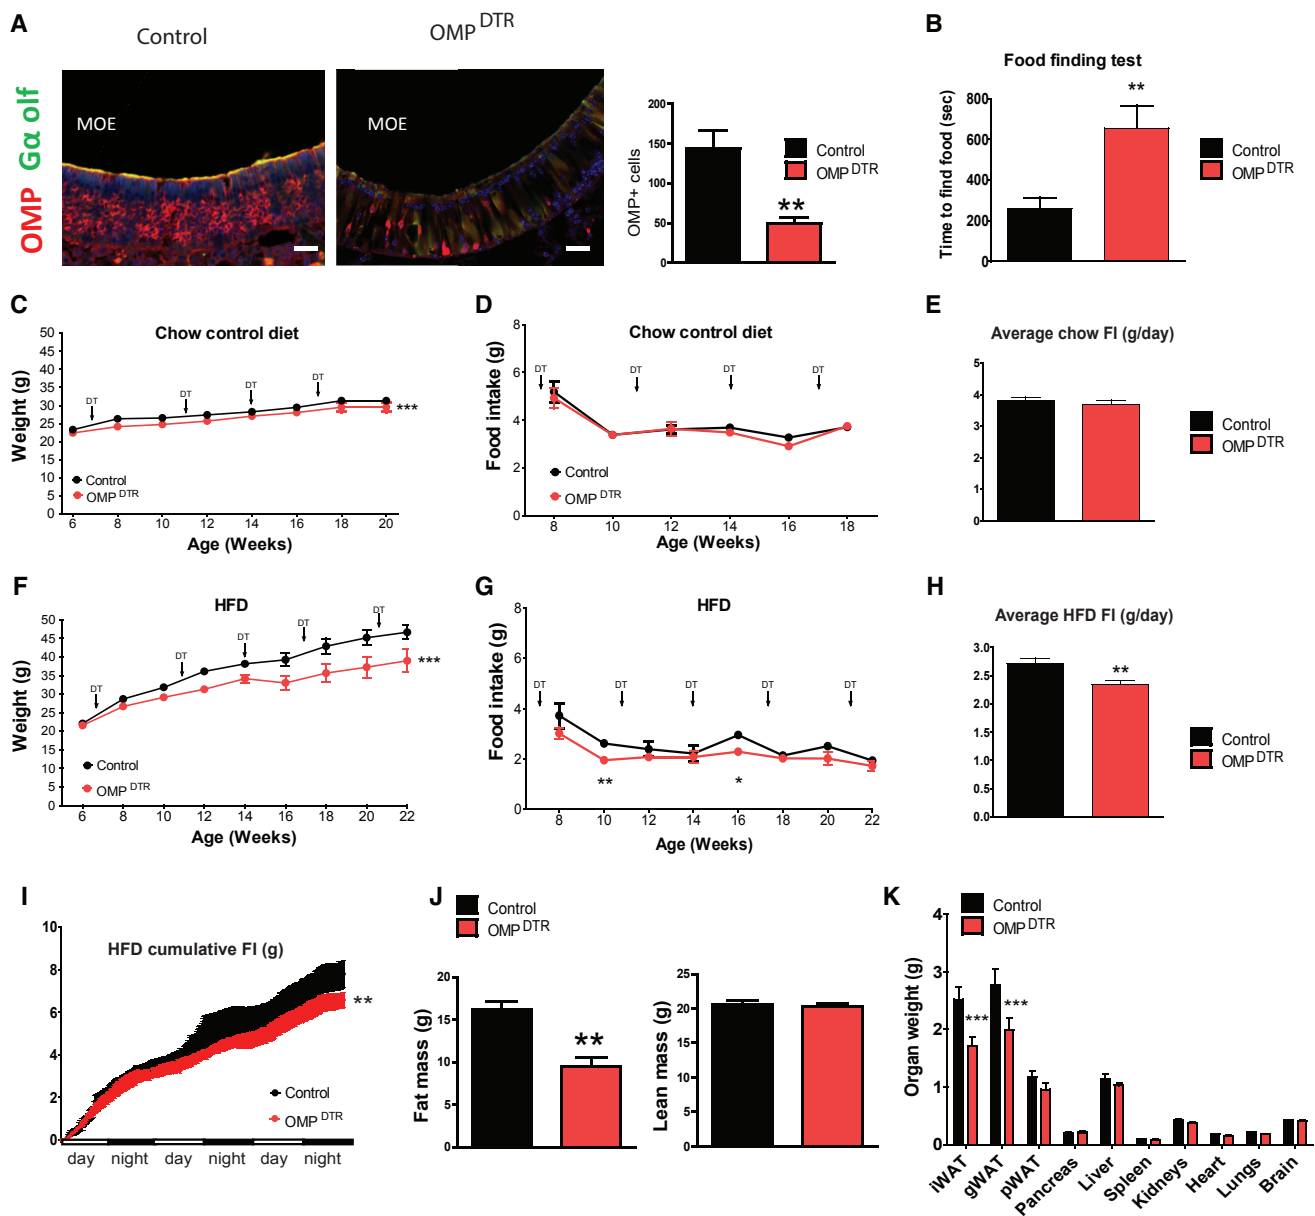 A
Control
OMP DTR
OMP Gα olf
MOE
MOE
OMP+ cells
200
150
100
50
0
**
Control
OMP DTR
B
Food finding test
Time to find food (sec)
800
600
400
200
0
**
Control
OMP DTR
C
Chow control diet
Weight (g)
50
45
40
35
30
25
20
15
10
5
0
DT
DT
DT
DT
***
Control
OMP DTR
6 8 10 12 14 16 18 20
Age (Weeks)
D
Chow control diet
Food intake (g)
8
6
4
2
0
DT
DT
DT
DT
Control
OMP DTR
8 10 12 14 16 18
Age (Weeks)
E
Average chow FI (g/day)
5
4
3
2
1
0
Control
OMP DTR
F
HFD
Weight (g)
50
45
40
35
30
25
20
15
10
5
0
DT
DT
DT
DT
DT
***
Control
OMP DTR
6 8 10 12 14 16 18 20 22
Age (Weeks)
G
HFD
Food intake (g)
8
6
4
2
0
DT
DT
DT
DT
DT
**
*
8 10 12 14 16 18 20 22
Age (Weeks)
H
Average HFD FI (g/day)
3.0
2.5
2.0
1.5
1.0
0.5
0.0
**
Control
OMP DTR
I
HFD cumulative FI (g)
10
8
6
4
2
0
**
Control
OMP DTR
day night day night day night
J
Control
OMP DTR
Fat mass (g)
20
15
10
5
0
**
Lean mass (g)
25
20
15
10
5
0
K
Control
OMP DTR
Organ weight (g)
4
3
2
1
0
***
***
iWAT
gWAT
pWAT
Pancreas
Liver
Spleen
Kidneys
Heart
Lungs
Brain